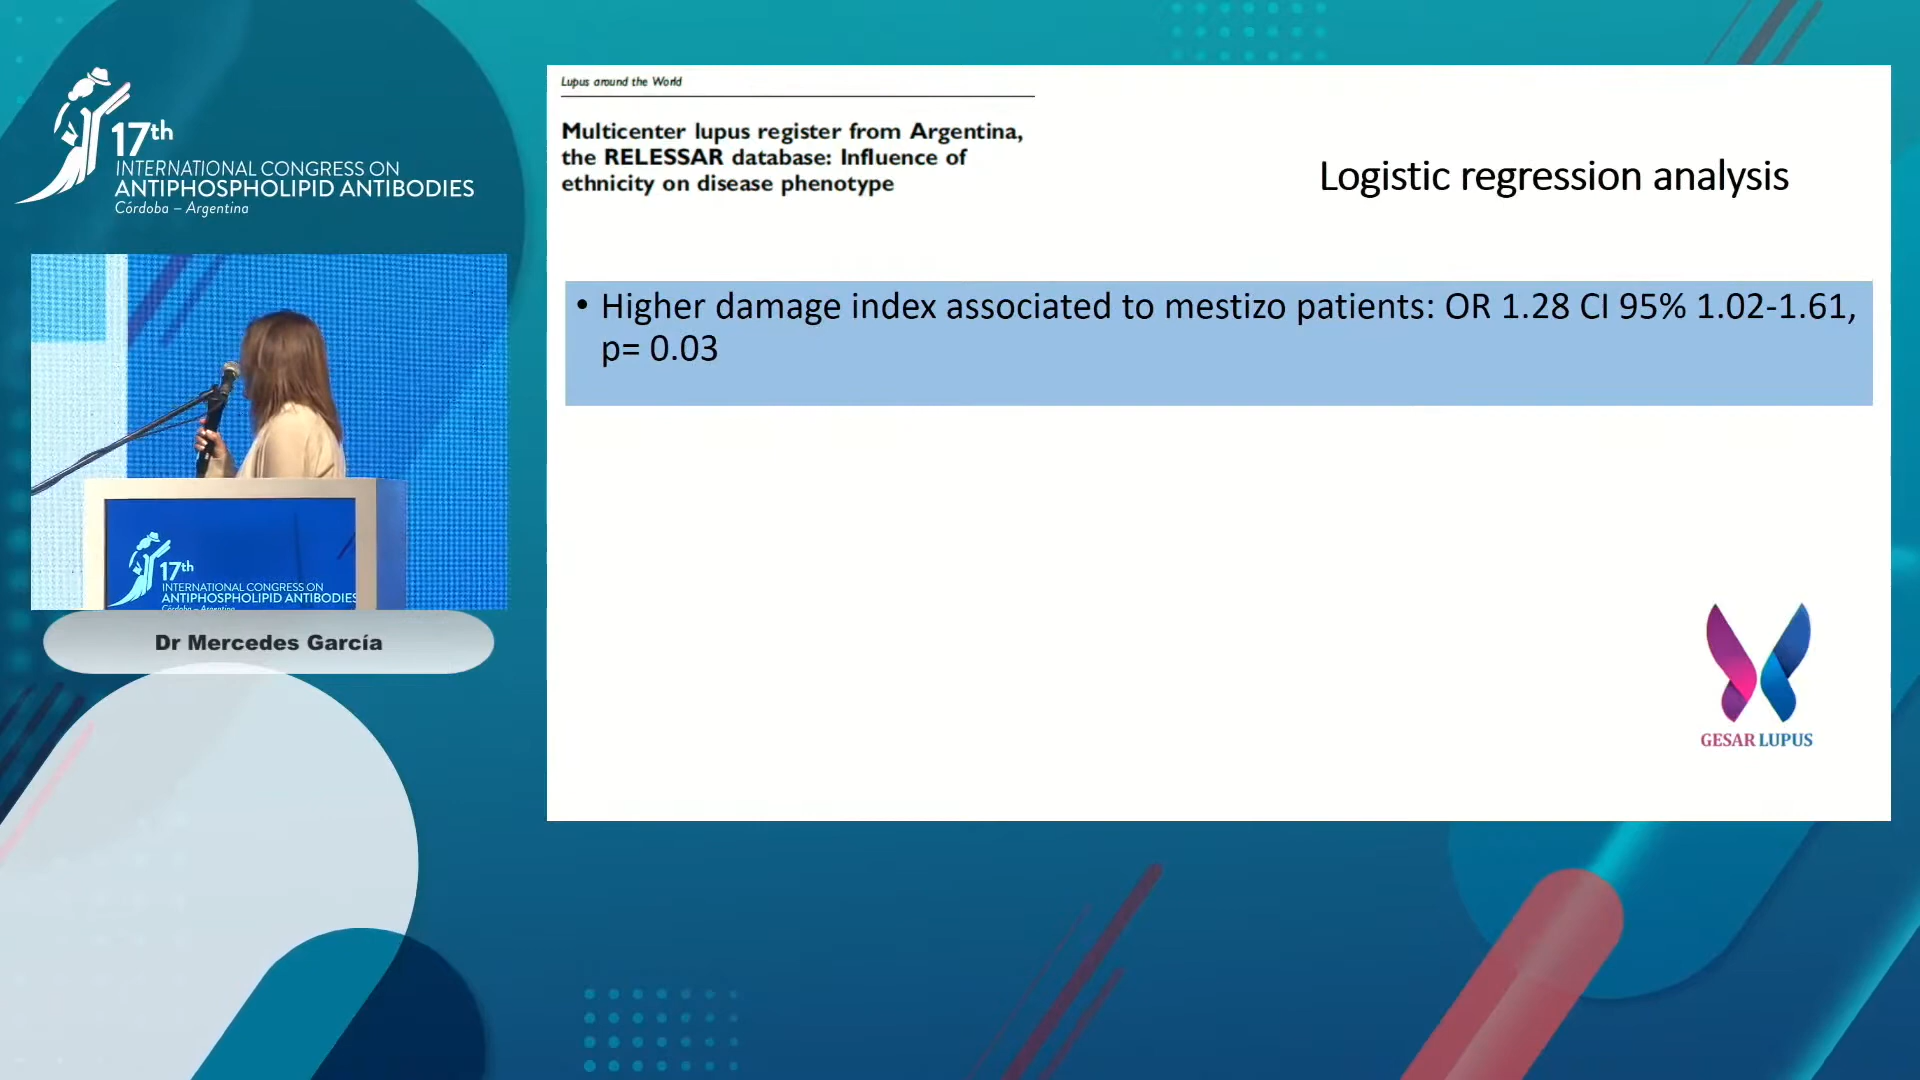 17th
INTERNATIONAL CONGRESS ON
ANTIPHOSPHOLIPID ANTIBODIES
Córdoba – Argentina
Lupus around the World
Multicenter lupus register from Argentina,
the RELESSAR database: Influence of
ethnicity on disease phenotype
Logistic regression analysis
• Higher damage index associated to mestizo patients: OR 1.28 CI 95% 1.02-1.61,
p= 0.03
GESAR LUPUS
17th
INTERNATIONAL CONGRESS ON
ANTIPHOSPHOLIPID ANTIBODIES
Córdoba – Argentina
Dr Mercedes García